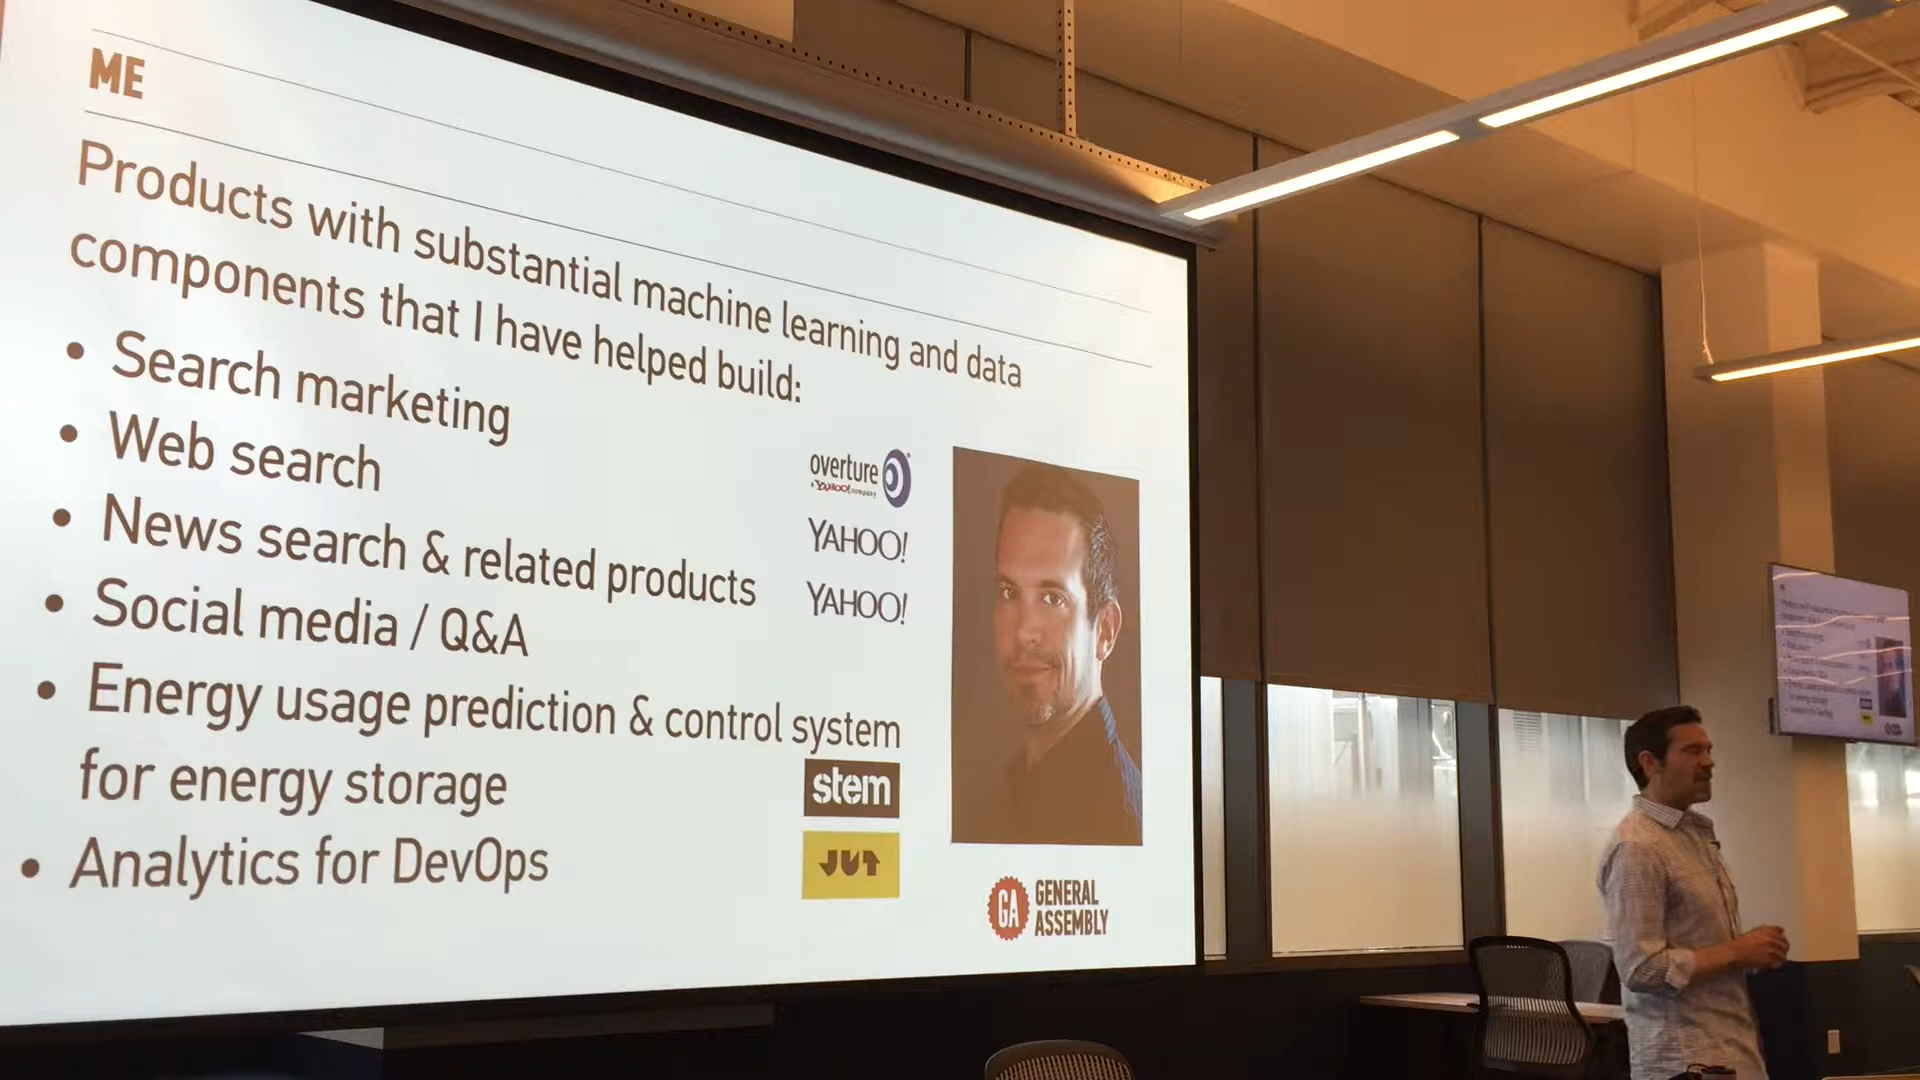 ME
Products with substantial machine learning and data
components that I have helped build:
• Search marketing
• Web search
• News search & related products
• Social media / Q&A
• Energy usage prediction & control system
for energy storage
• Analytics for DevOps
overture
a YAHOO! company
YAHOO!
YAHOO!
stem
JUT
GA GENERAL
ASSEMBLY